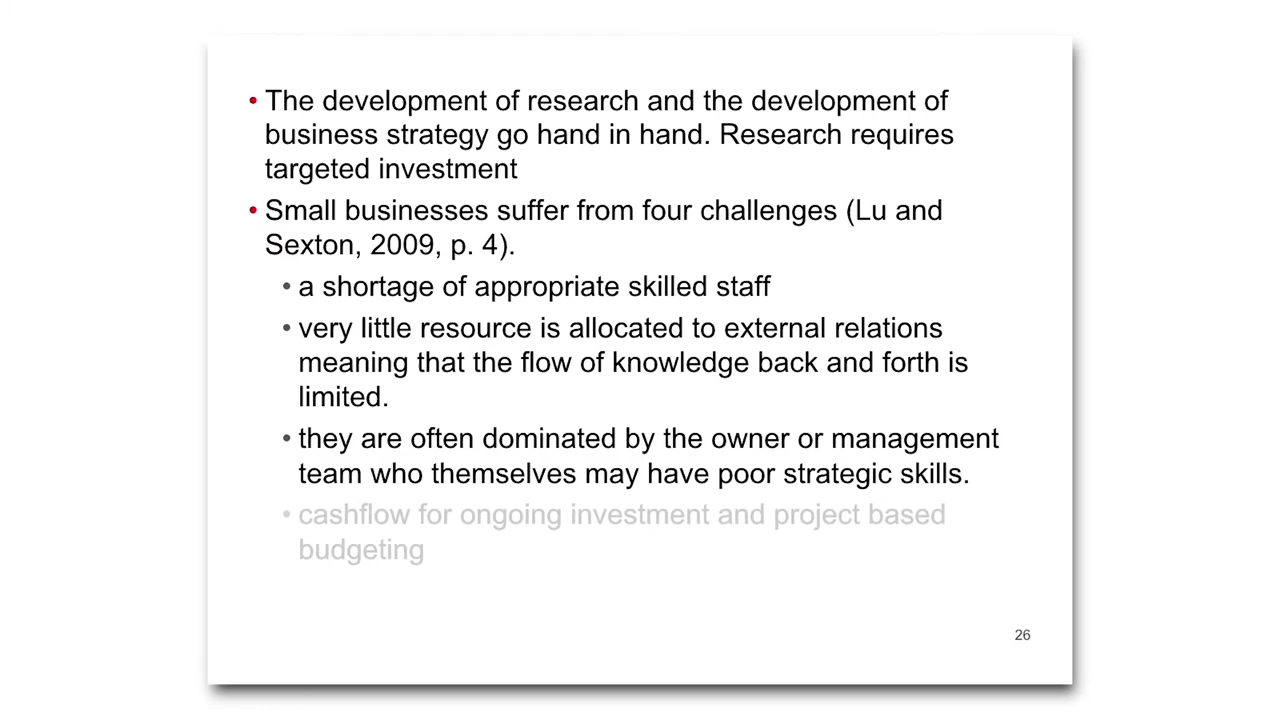 • The development of research and the development of
business strategy go hand in hand. Research requires
targeted investment
• Small businesses suffer from four challenges (Lu and
Sexton, 2009, p. 4).
• a shortage of appropriate skilled staff
• very little resource is allocated to external relations
meaning that the flow of knowledge back and forth is
limited.
• they are often dominated by the owner or management
team who themselves may have poor strategic skills.
• cashflow for ongoing investment and project based
budgeting
26